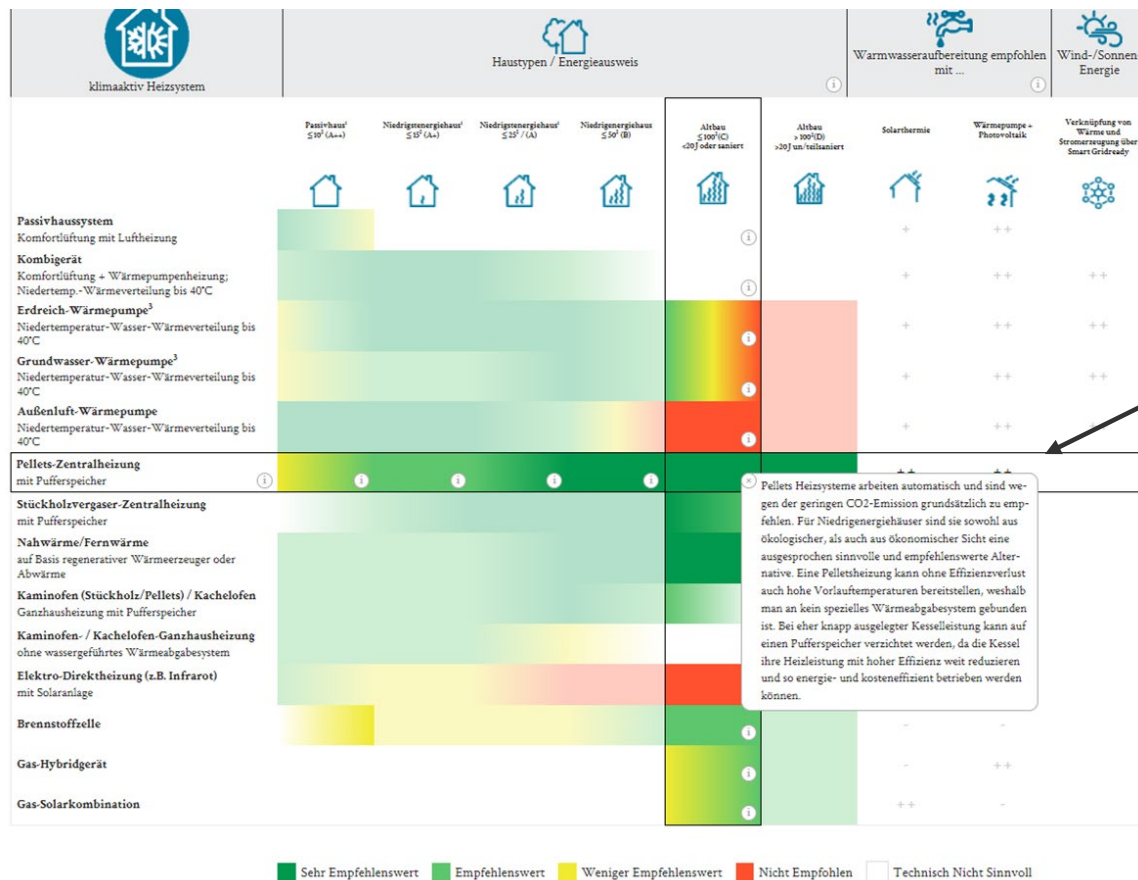 klimaaktiv Heizsystem
Haustypen / Energieausweis
Warmwasseraufbereitung empfohlen
mit ...
Wind-/Sonnen
Energie
Passivhaus¹
≤10² (A++)
Niedrigstenergiehaus¹
≤15² (A+)
Niedrigstenergiehaus¹
≤25² / (A)
Niedrigenergiehaus
≤50² (B)
Altbau
≤100²(C)
<20J oder saniert
Altbau
>100²(D)
>20J un/teilsaniert
Solarthermie
Wärmepumpe +
Photovoltaik
Verknüpfung von
Wärme und
Stromerzeugung über
Smart Gridready
Passivhaussystem
Komfortlüftung mit Luftheizung
+ ++
Kombigerät
Komfortlüftung + Wärmepumpenheizung;
Niedertemp.-Wärmeverteilung bis 40°C
+ ++ ++
Erdreich-Wärmepumpe³
Niedertemperatur-Wasser-Wärmeverteilung bis
40°C
+ ++ ++
Grundwasser-Wärmepumpe³
Niedertemperatur-Wasser-Wärmeverteilung bis
40°C
+ ++ ++
Außenluft-Wärmepumpe
Niedertemperatur-Wasser-Wärmeverteilung bis
40°C
+ ++
Pellets-Zentralheizung
mit Pufferspeicher
Pellets Heizsysteme arbeiten automatisch und sind we-
gen der geringen CO2-Emission grundsätzlich zu emp-
fehlen. Für Niedrigenergiehäuser sind sie sowohl aus
ökologischer, als auch aus ökonomischer Sicht eine
ausgesprochen sinnvolle und empfehlenswerte Alter-
native. Eine Pelletsheizung kann ohne Effizienzverlust
auch hohe Vorlauftemperaturen bereitstellen, weshalb
man an kein spezielles Wärmeabgabesystem gebunden
ist. Bei eher knapp ausgelegter Kesselleistung kann auf
einen Pufferspeicher verzichtet werden, da die Kessel
ihre Heizleistung mit hoher Effizienz weit reduzieren
und so energie- und kosteneffizient betrieben werden
können.
Stückholzvergaser-Zentralheizung
mit Pufferspeicher
Nahwärme/Fernwärme
auf Basis regenerativer Wärmeerzeuger oder
Abwärme
Kaminofen (Stückholz/Pellets) / Kachelofen
Ganzhausheizung mit Pufferspeicher
Kaminofen- / Kachelofen-Ganzhausheizung
ohne wassergeführtes Wärmeabgabesystem
Elektro-Direktheizung (z.B. Infrarot)
mit Solaranlage
Brennstoffzelle
- -
Gas-Hybridgerät
- ++
Gas-Solarkombination
++ -
Sehr Empfehlenswert Empfehlenswert Weniger Empfehlenswert Nicht Empfohlen Technisch Nicht Sinnvoll